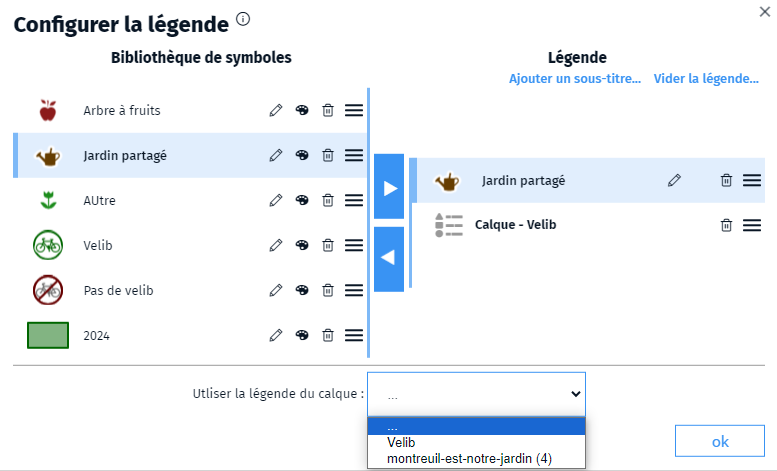 Configurer la légende
Bibliothèque de symboles
Arbre à fruits
Jardin partagé
AUtre
Velib
Pas de velib
2024
Légende
Ajouter un sous-titre... Vider la légende...
Jardin partagé
Calque - Velib
Utliser la légende du calque :
...
...
Velib
montreuil-est-notre-jardin (4)
ok